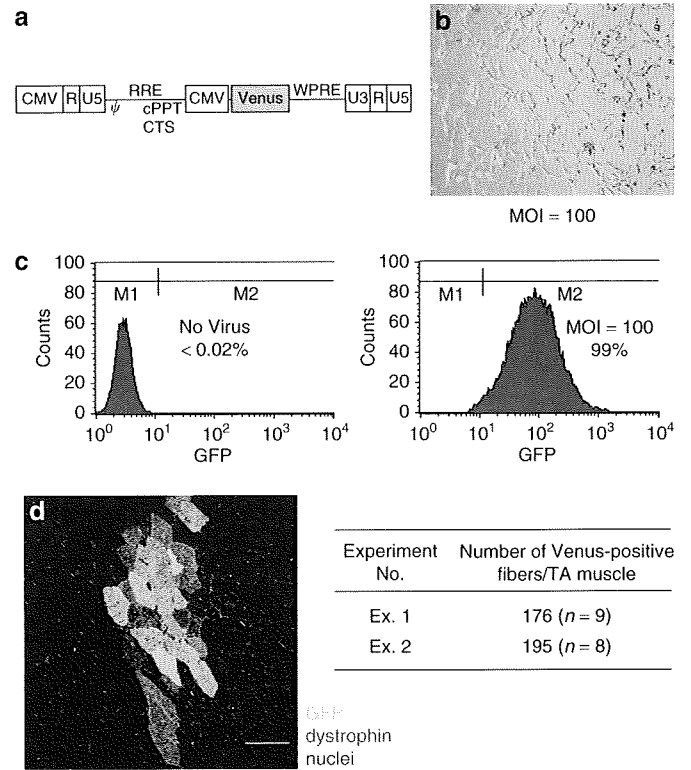 a
CMV R U5 RRE CMV Venus WPRE U3 R U5
ψ cPPT
CTS
b
MOI = 100
c
100
80
60
40
20
0
Counts
M1 M2
No Virus
< 0.02%
10⁰ 10¹ 10² 10³ 10⁴
GFP
100
80
60
40
20
0
Counts
M1 M2
MOI = 100
99%
10⁰ 10¹ 10² 10³ 10⁴
GFP
d
GFP
dystrophin
nuclei
Experiment No. Number of Venus-positive fibers/TA muscle
Ex. 1 176 (n = 9)
Ex. 2 195 (n = 8)